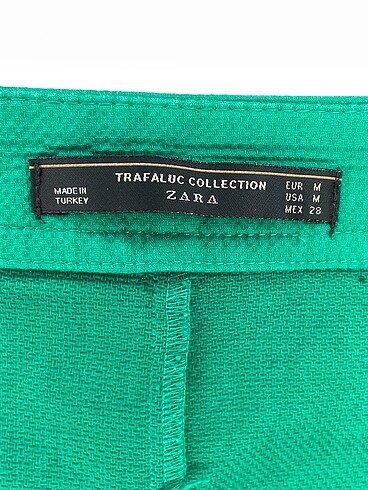 TRAFALUC COLLECTION
ZARA
MADE IN
TURKEY
EUR M
USA M
MEX 28